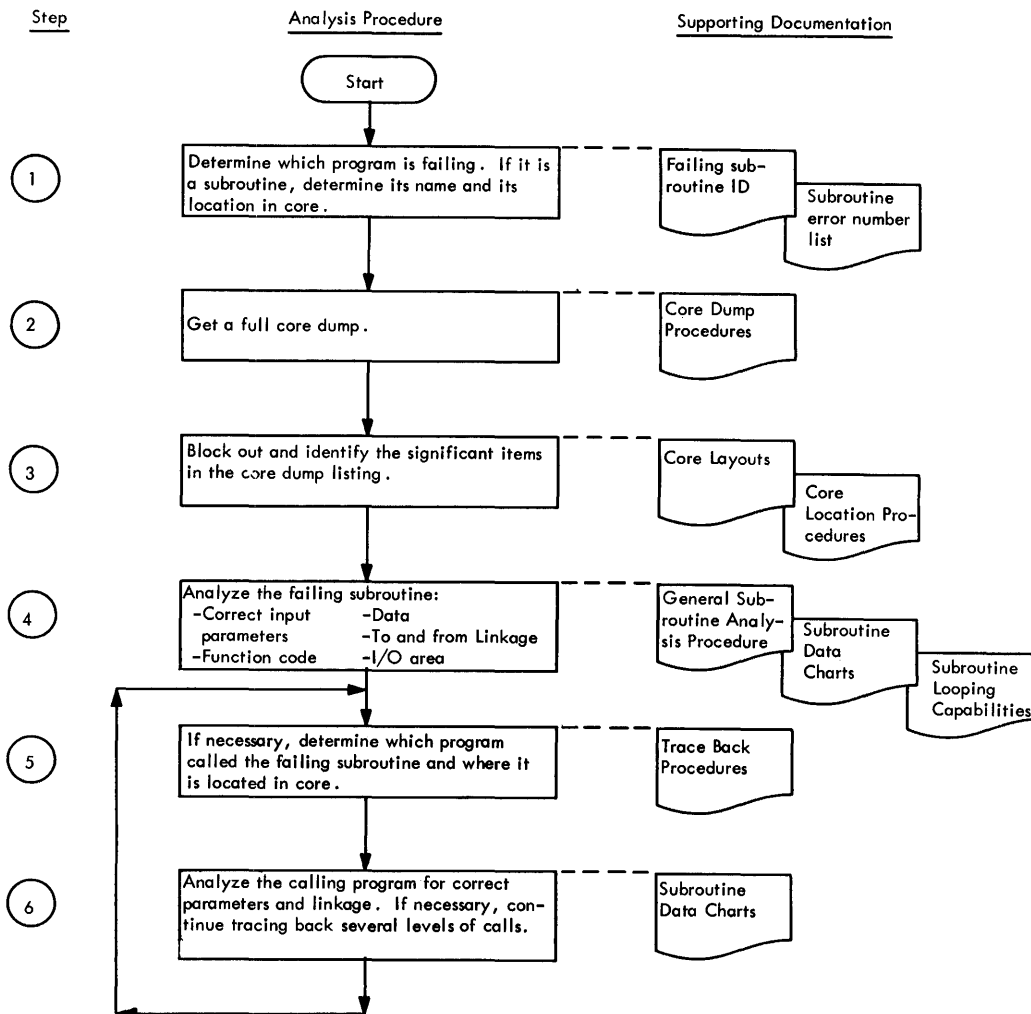 Step
Analysis Procedure
Supporting Documentation
Start
1
Determine which program is failing. If it is
a subroutine, determine its name and its
location in core.
Failing sub-
routine ID
Subroutine
error number
list
2
Get a full core dump.
Core Dump
Procedures
3
Block out and identify the significant items
in the core dump listing.
Core Layouts
Core
Location Pro-
cedures
4
Analyze the failing subroutine:
-Correct input
parameters
-Function code
-Data
-To and from Linkage
-I/O area
General Sub-
routine Analy-
sis Procedure
Subroutine
Data
Charts
Subroutine
Looping
Capabilities
5
If necessary, determine which program
called the failing subroutine and where it
is located in core.
Trace Back
Procedures
6
Analyze the calling program for correct
parameters and linkage. If necessary, con-
tinue tracing back several levels of calls.
Subroutine
Data Charts